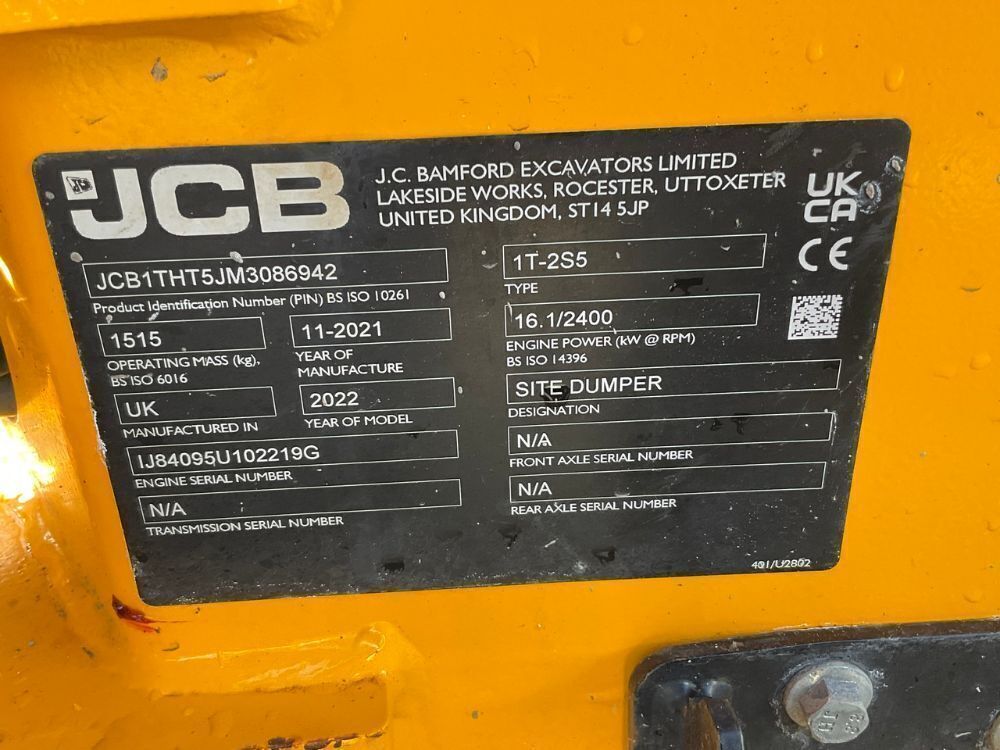 JCB
J.C. BAMFORD EXCAVATORS LIMITED
LAKESIDE WORKS, ROCESTER, UTTOXETER
UNITED KINGDOM, ST14 5JP
UK
CA
CE
JCB1THT5JM3086942
Product Identification Number (PIN) BS ISO 10261
1515
OPERATING MASS (kg),
BS ISO 6016
11-2021
YEAR OF
MANUFACTURE
UK
MANUFACTURED IN
2022
YEAR OF MODEL
IJ84095U102219G
ENGINE SERIAL NUMBER
N/A
TRANSMISSION SERIAL NUMBER
1T-2S5
TYPE
16.1/2400
ENGINE POWER (kW @ RPM)
BS ISO 14396
SITE DUMPER
DESIGNATION
N/A
FRONT AXLE SERIAL NUMBER
N/A
REAR AXLE SERIAL NUMBER
401/U2802